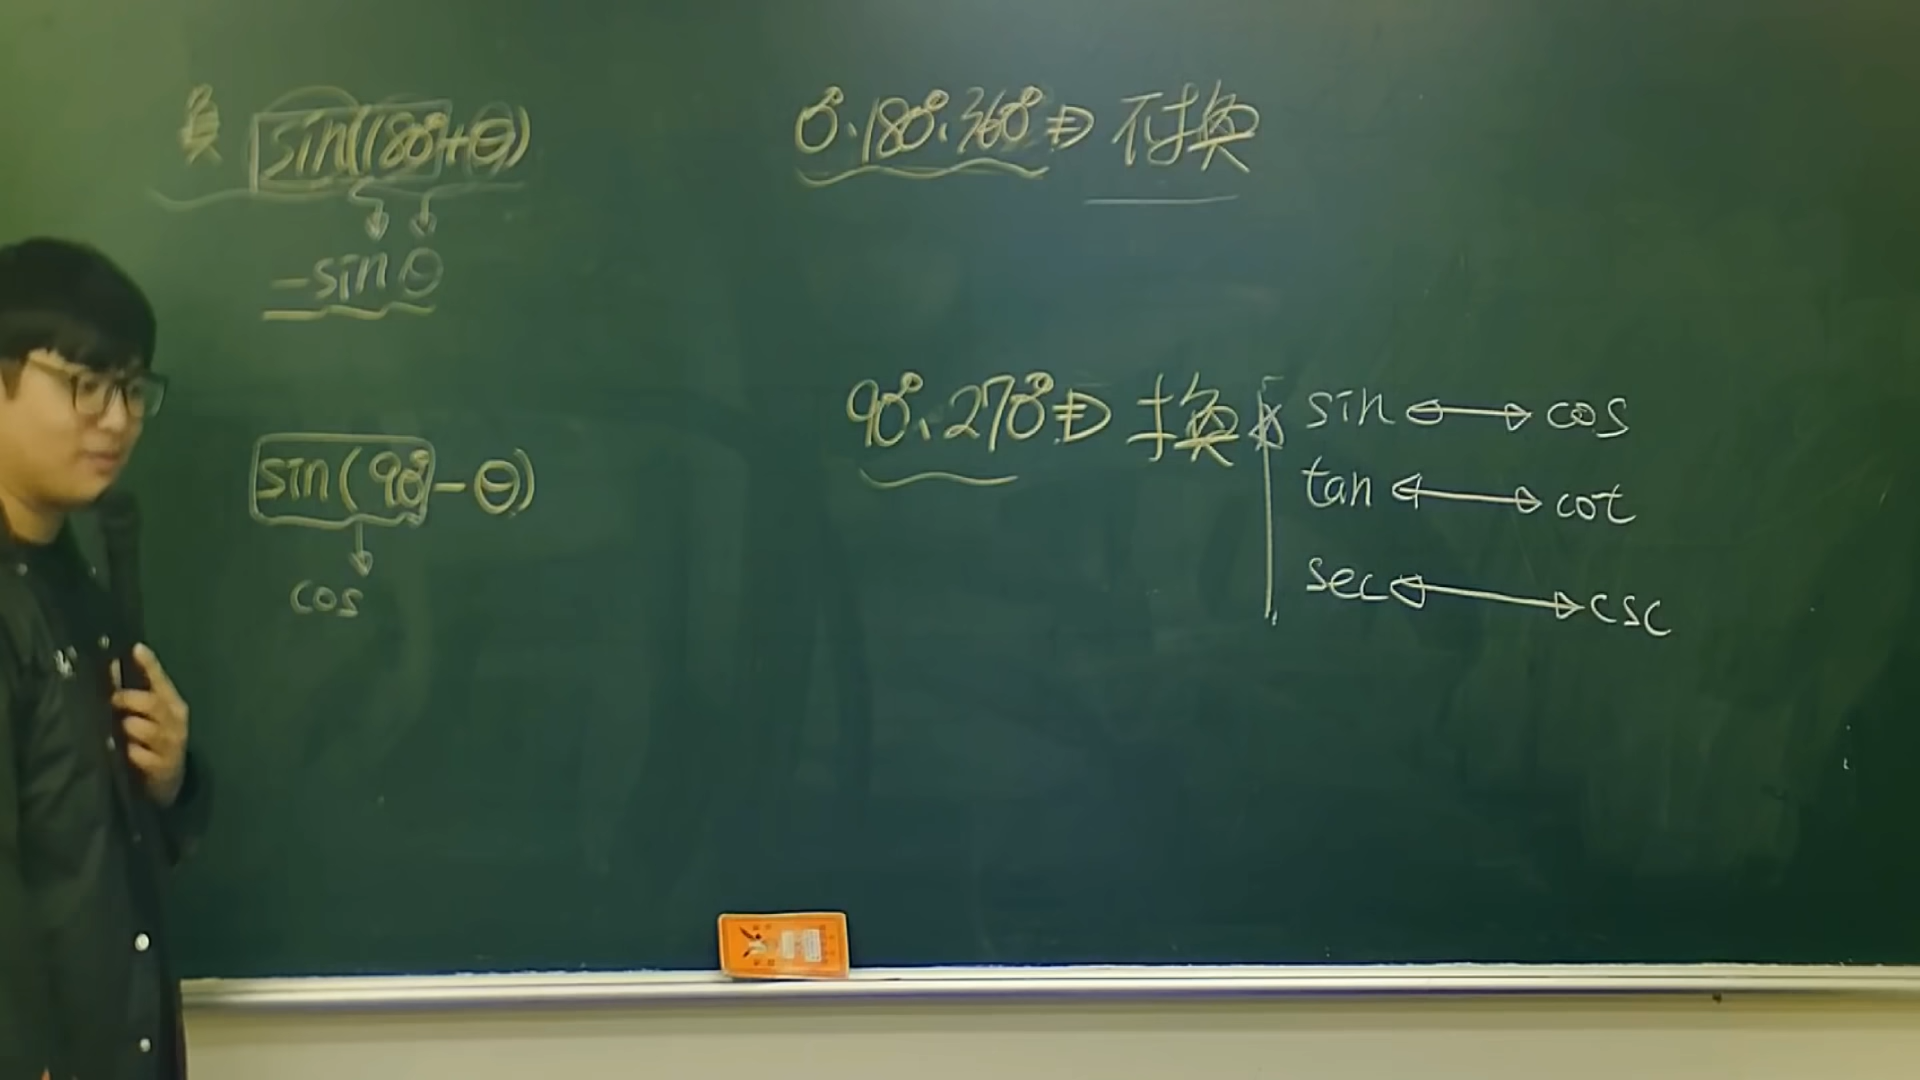 負 sin(180°+θ)
-sinθ
sin(90°-θ)
cos
0°、180°、360° ⇒ 不換
90°、270° ⇒ 換
sin ↔ cos
tan ↔ cot
sec ↔ csc